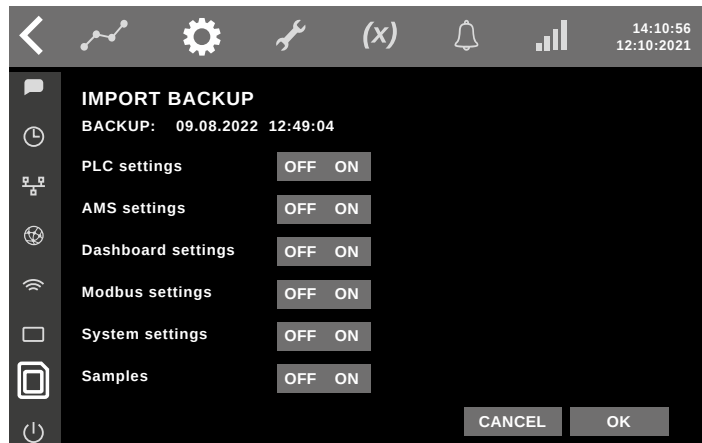 (x)
14:10:56
12:10:2021
IMPORT BACKUP
BACKUP: 09.08.2022 12:49:04
PLC settings OFF ON
AMS settings OFF ON
Dashboard settings OFF ON
Modbus settings OFF ON
System settings OFF ON
Samples OFF ON
CANCEL OK